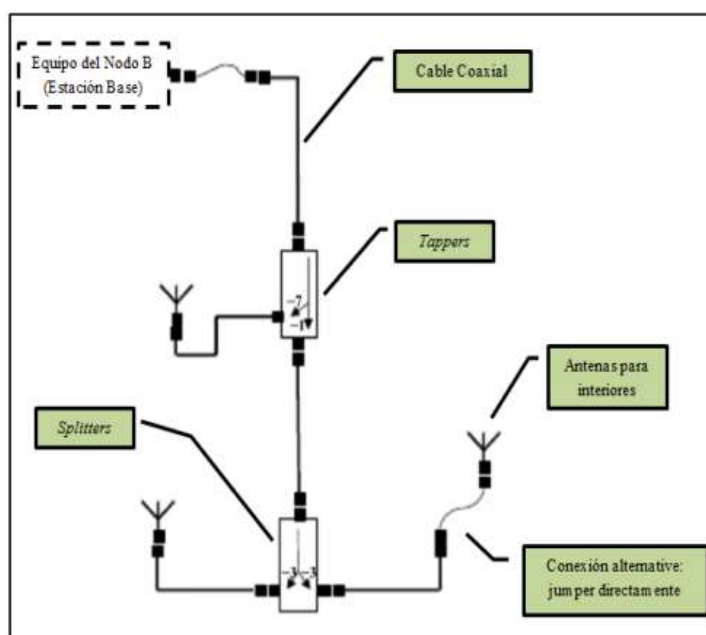 Equipo del Nodo B
(Estación Base)
Cable Coaxial
Tappers
−7
−1
Antenas para
interiores
Splitters
−3 −3
Conexión alternative:
jumper directamente